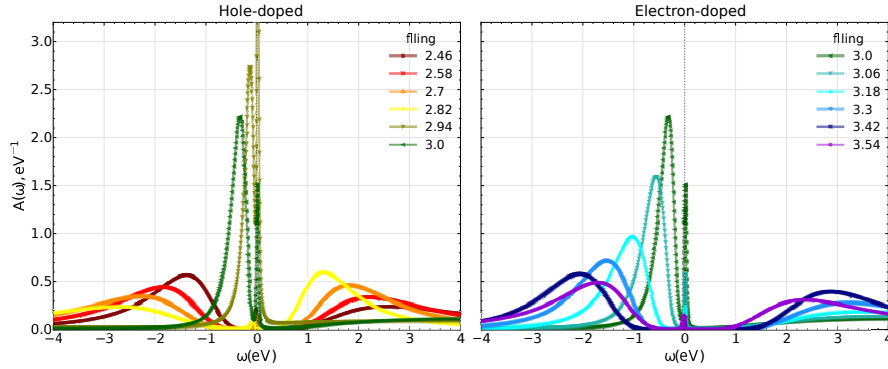 Hole-doped
Electron-doped
A(ω), eV⁻¹
3.0
2.5
2.0
1.5
1.0
0.5
0.0
flling
2.46
2.58
2.7
2.82
2.94
3.0
flling
3.0
3.06
3.18
3.3
3.42
3.54
−4 −3 −2 −1 0 1 2 3 4
−4 −3 −2 −1 0 1 2 3 4
ω(eV)
ω(eV)